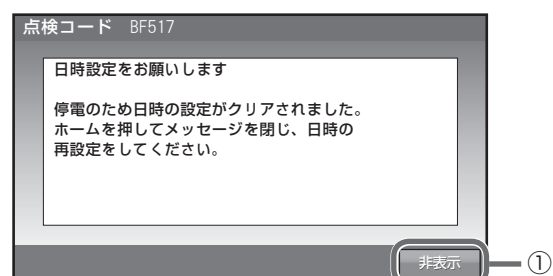 点検コード BF517
日時設定をお願いします
停電のため日時の設定がクリアされました。
ホームを押してメッセージを閉じ、日時の
再設定をしてください。
非表示
①